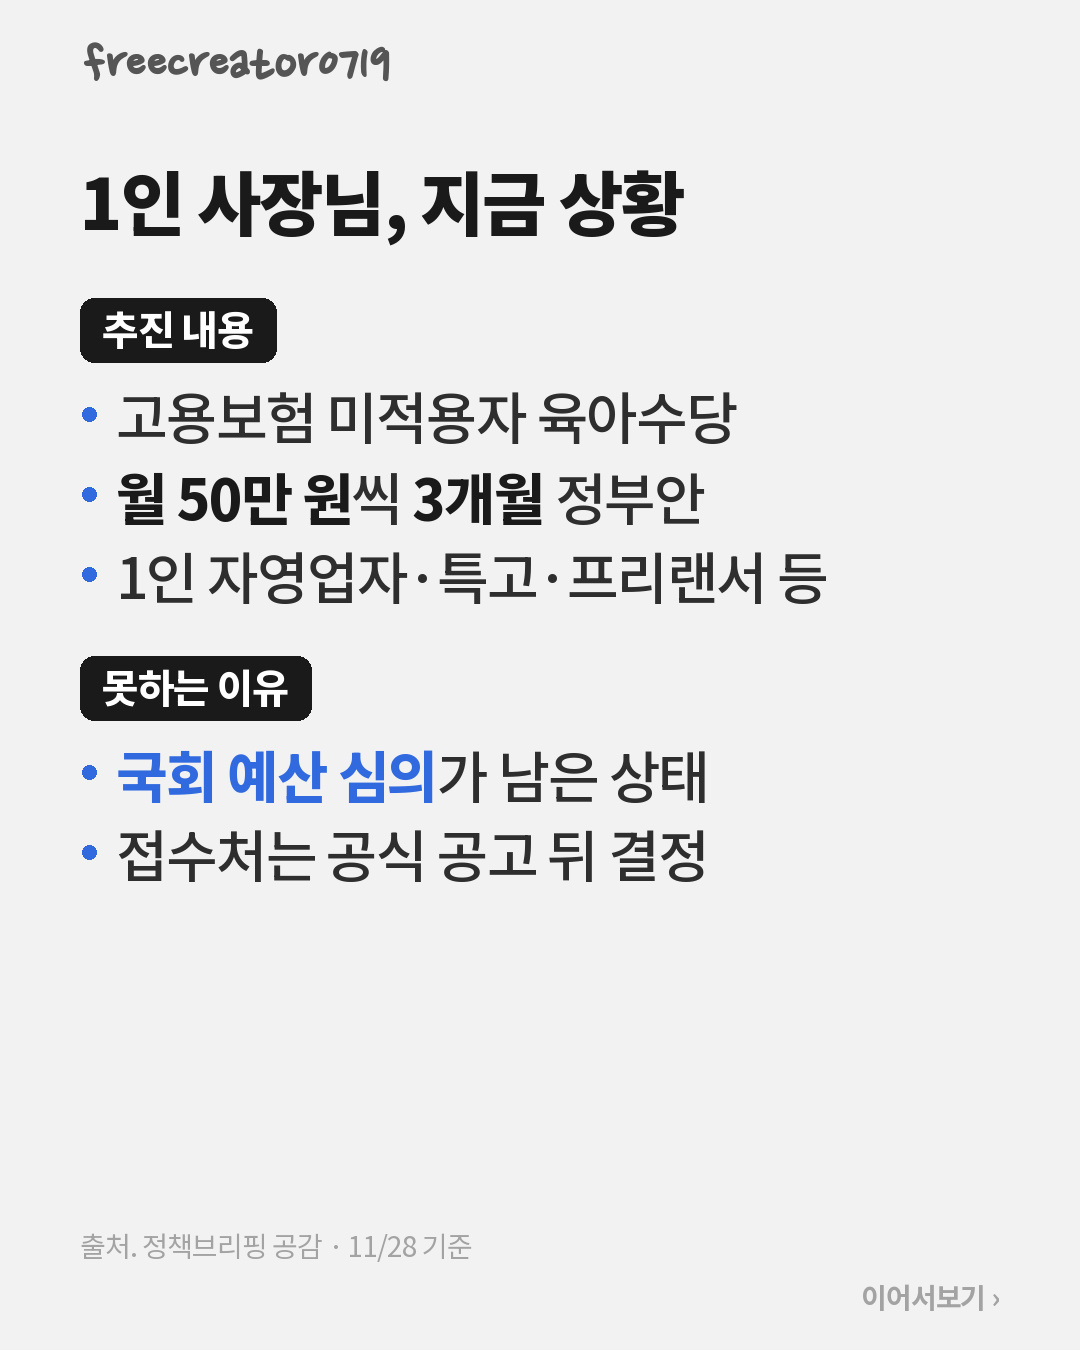 freecreator0719
1인 사장님, 지금 상황
추진 내용
• 고용보험 미적용자 육아수당
• 월 50만 원씩 3개월 정부안
• 1인 자영업자·특고·프리랜서 등
못하는 이유
• 국회 예산 심의가 남은 상태
• 접수처는 공식 공고 뒤 결정
출처. 정책브리핑 공감 · 11/28 기준
이어서보기 ›